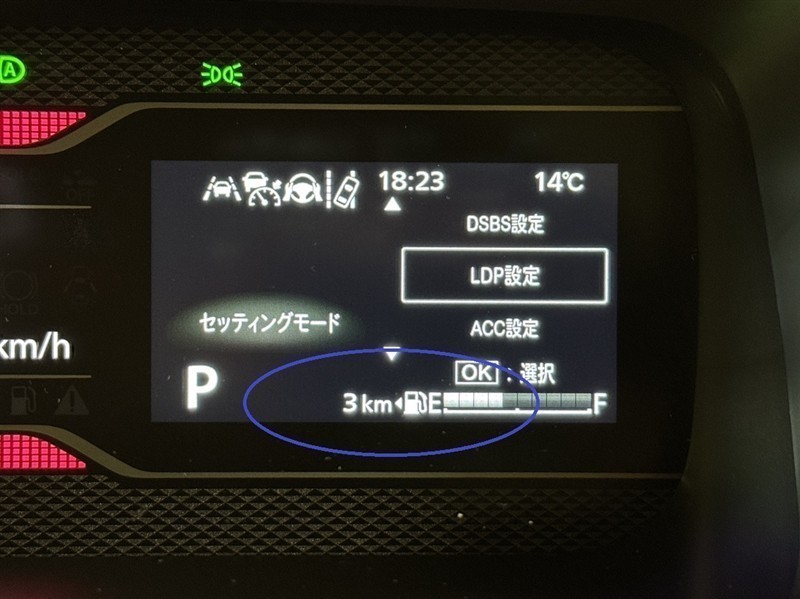 A
18:23 14℃
DSBS設定
LDP設定
セッティングモード
ACC設定
km/h
OK : 選択
P
3 km E F